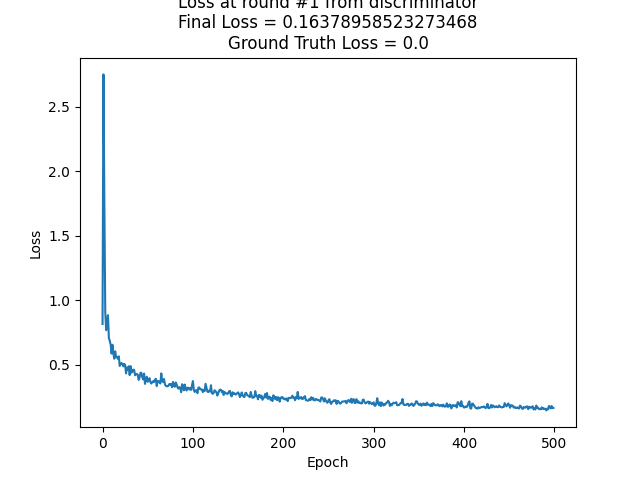 Loss at round #1 from discriminator
Final Loss = 0.16378958523273468
Ground Truth Loss = 0.0
2.5
2.0
1.5
1.0
0.5
Loss
0 100 200 300 400 500
Epoch